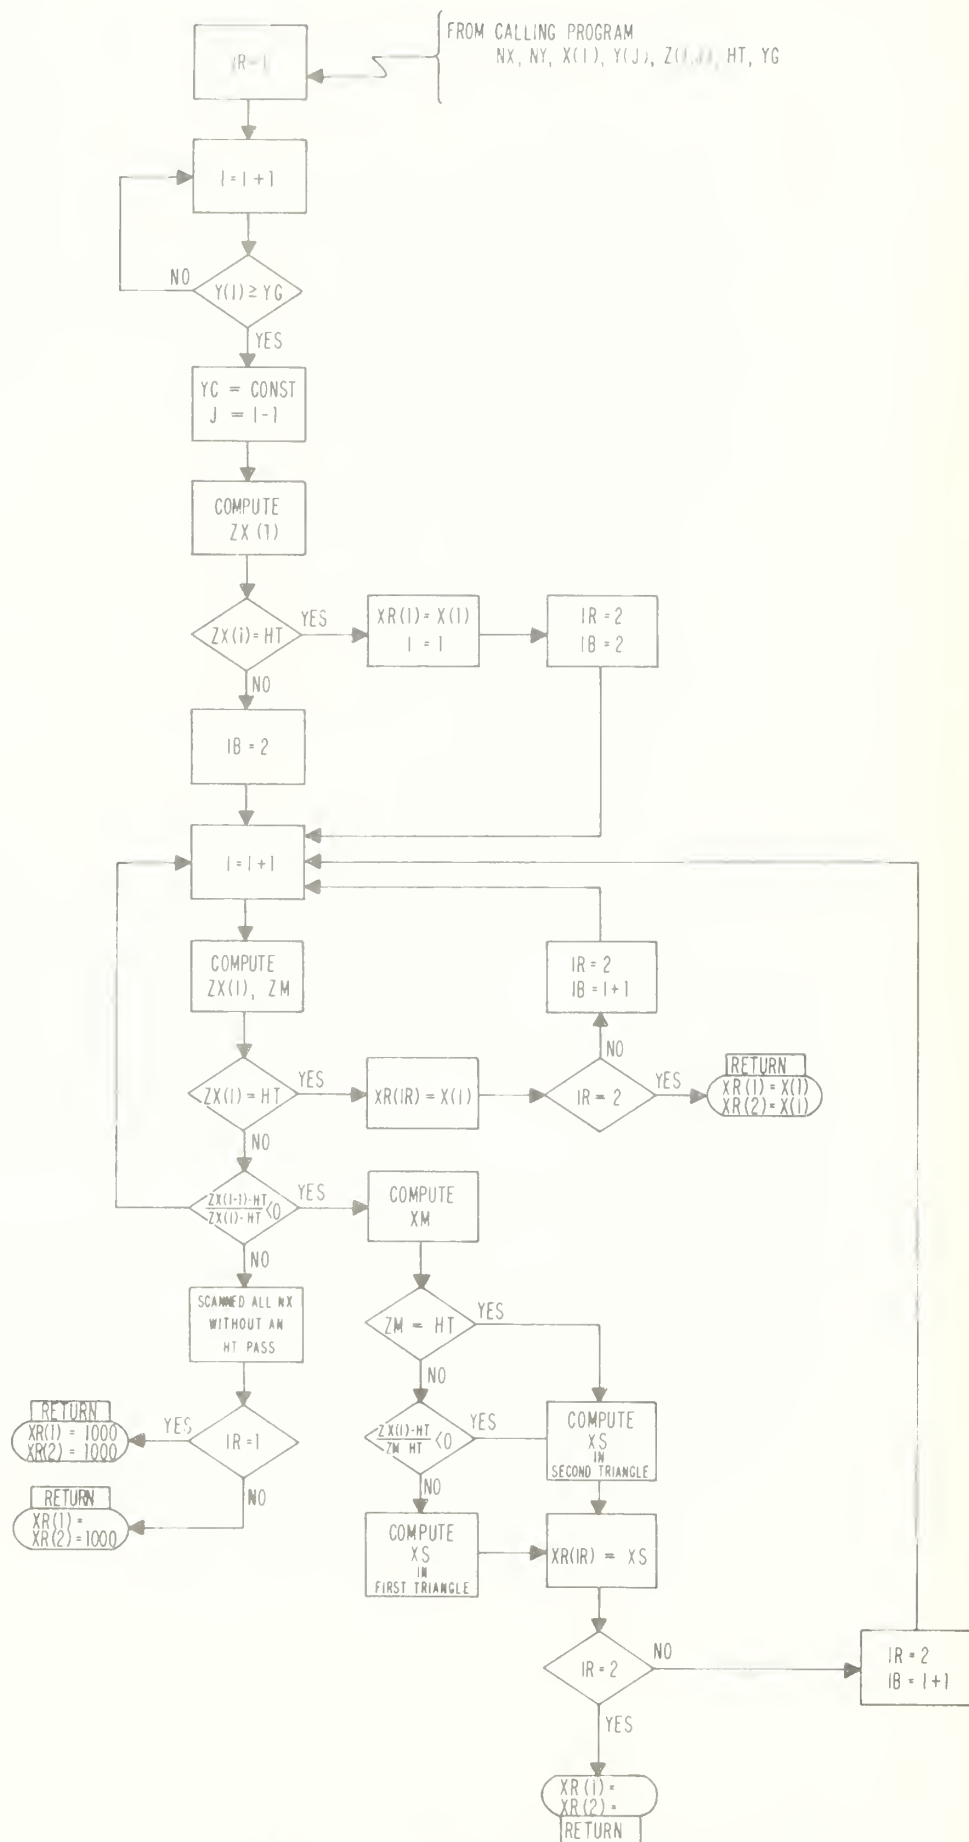 FROM CALLING PROGRAM
NX, NY, X(I), Y(J), Z(I,J), HT, YG
IR=1
I=I+1
NO
Y(I)≥YG
YES
YC = CONST
J = I-1
COMPUTE
ZX(1)
ZX(1)=HT
YES
XR(1)=X(1)
I = 1
IR=2
IB=2
NO
IB=2
I=I+1
COMPUTE
ZX(I), ZM
IR=2
IB=I+1
NO
ZX(I)=HT
YES
XR(IR)=X(I)
IR=2
YES
RETURN
XR(1)=X(I)
XR(2)=X(I)
NO
ZX(I-1)-HT
ZX(I)-HT
<0
YES
COMPUTE
XM
NO
SCANNED ALL NX
WITHOUT AN
HT PASS
ZM = HT
YES
NO
RETURN
XR(1) = 1000
XR(2) = 1000
YES
IR=1
ZX(I)-HT
ZM HT
<0
YES
COMPUTE
XS
IN
SECOND TRIANGLE
NO
RETURN
XR(1)=
XR(2)=1000
NO
COMPUTE
XS
IN
FIRST TRIANGLE
XR(IR) = XS
IR=2
NO
IR=2
IB=I+1
YES
XR(1)=
XR(2)=
RETURN